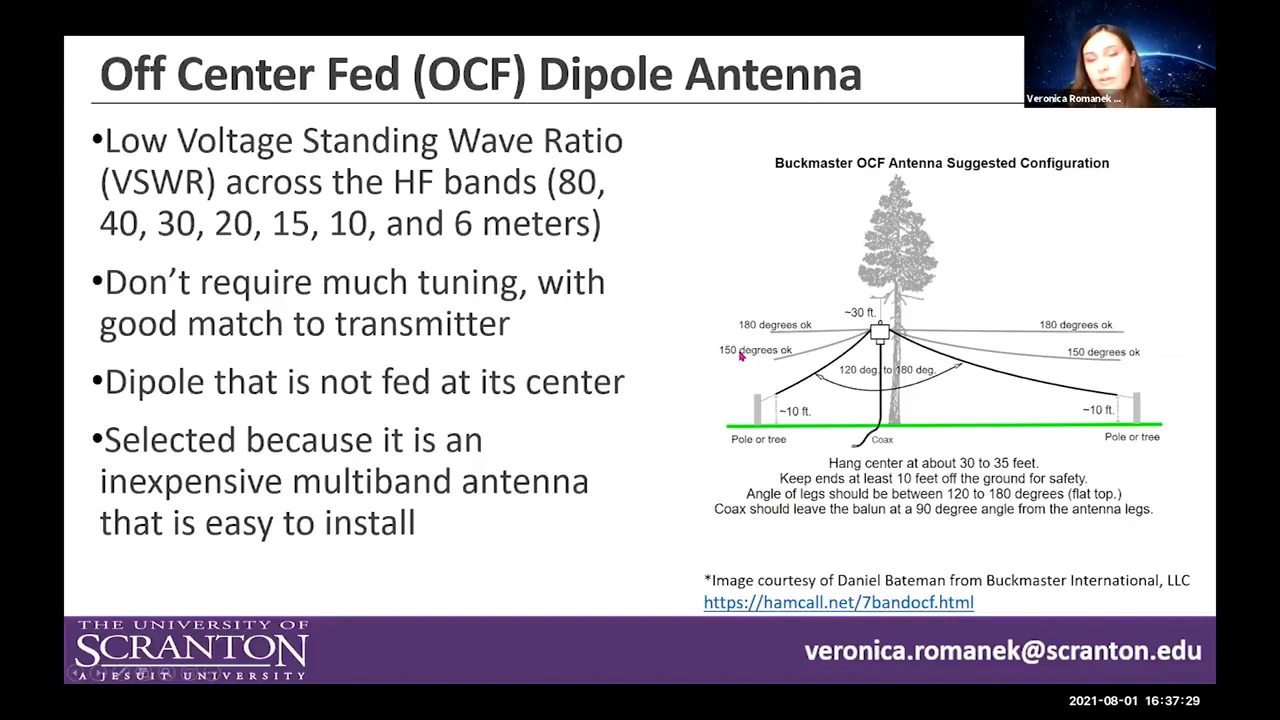 Off Center Fed (OCF) Dipole Antenna
Veronica Romanek ...
•Low Voltage Standing Wave Ratio
(VSWR) across the HF bands (80,
40, 30, 20, 15, 10, and 6 meters)
•Don’t require much tuning, with
good match to transmitter
•Dipole that is not fed at its center
•Selected because it is an
inexpensive multiband antenna
that is easy to install
Buckmaster OCF Antenna Suggested Configuration
~30 ft.
180 degrees ok
180 degrees ok
150 degrees ok
150 degrees ok
120 deg. to 180 deg.
~10 ft.
~10 ft.
Pole or tree
Coax
Pole or tree
Hang center at about 30 to 35 feet.
Keep ends at least 10 feet off the ground for safety.
Angle of legs should be between 120 to 180 degrees (flat top.)
Coax should leave the balun at a 90 degree angle from the antenna legs.
*Image courtesy of Daniel Bateman from Buckmaster International, LLC
https://hamcall.net/7bandocf.html
THE UNIVERSITY OF
SCRANTON
A JESUIT UNIVERSITY
veronica.romanek@scranton.edu
2021-08-01 16:37:29